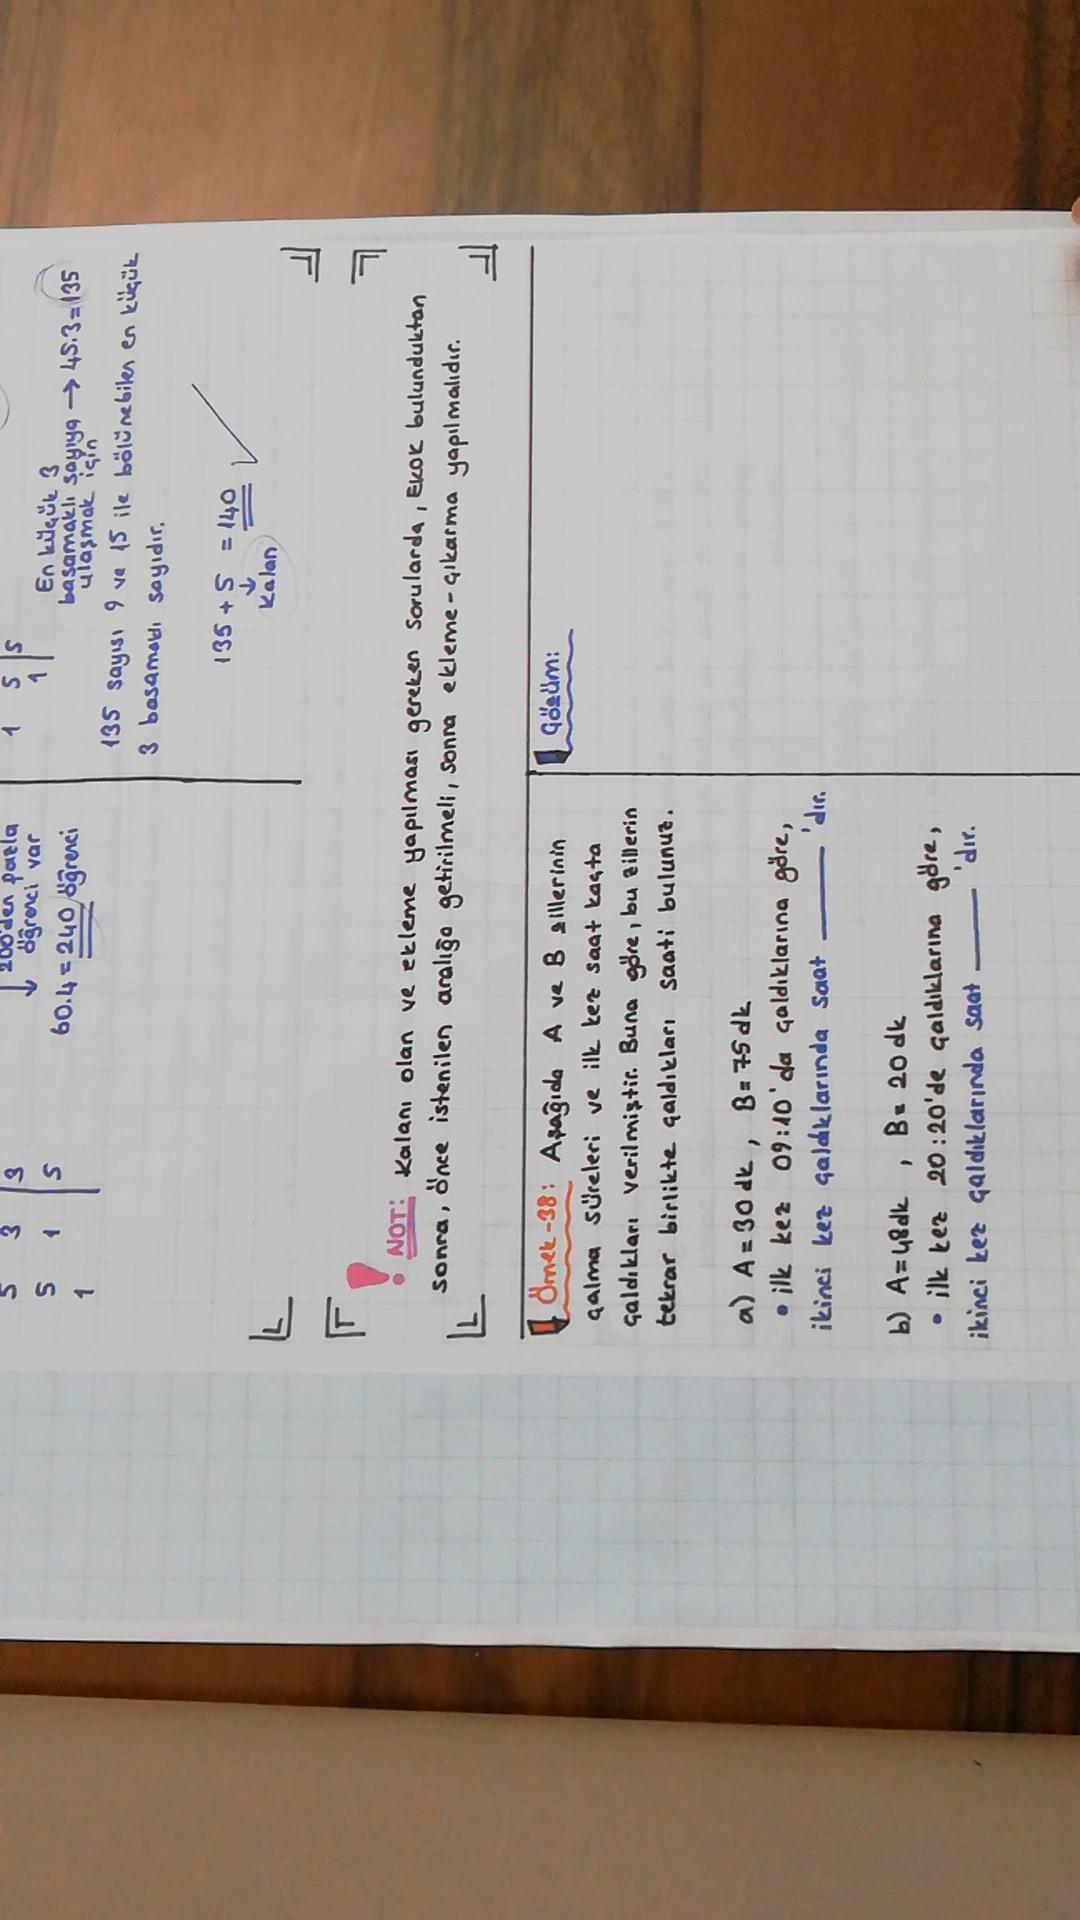 5 3 | 3
5 1 | 5
1
200'den fazla
öğrenci var
60.4 = 240 öğrenci
1 5 | 5
1
En küçük 3
basamaklı sayıya → 45.3=135
ulaşmak için
135 sayısı 9 ve 15 ile bölünebilen en küçük
3 basamaklı sayıdır.
135 + 5 = 140
Kalan
! NOT: Kalanı olan ve ekleme yapılması gereken sorularda, EKOK bulunduktan
sonra, önce istenilen aralığa getirilmeli, sonra ekleme-çıkarma yapılmalıdır.
Örnek-38: Aşağıda A ve B zillerinin
çalma süreleri ve ilk kez saat kaçta
çaldıkları verilmiştir. Buna göre, bu zillerin
tekrar birlikte çaldıkları saati bulunuz.
a) A = 30 dk , B = 75 dk
• ilk kez 09:10'da çaldıklarına göre,
ikinci kez çaldıklarında saat ____'dır.
b) A=48dk , B= 20 dk
• ilk kez 20:20'de çaldıklarına göre,
ikinci kez çaldıklarında saat ____'dır.
Çözüm: